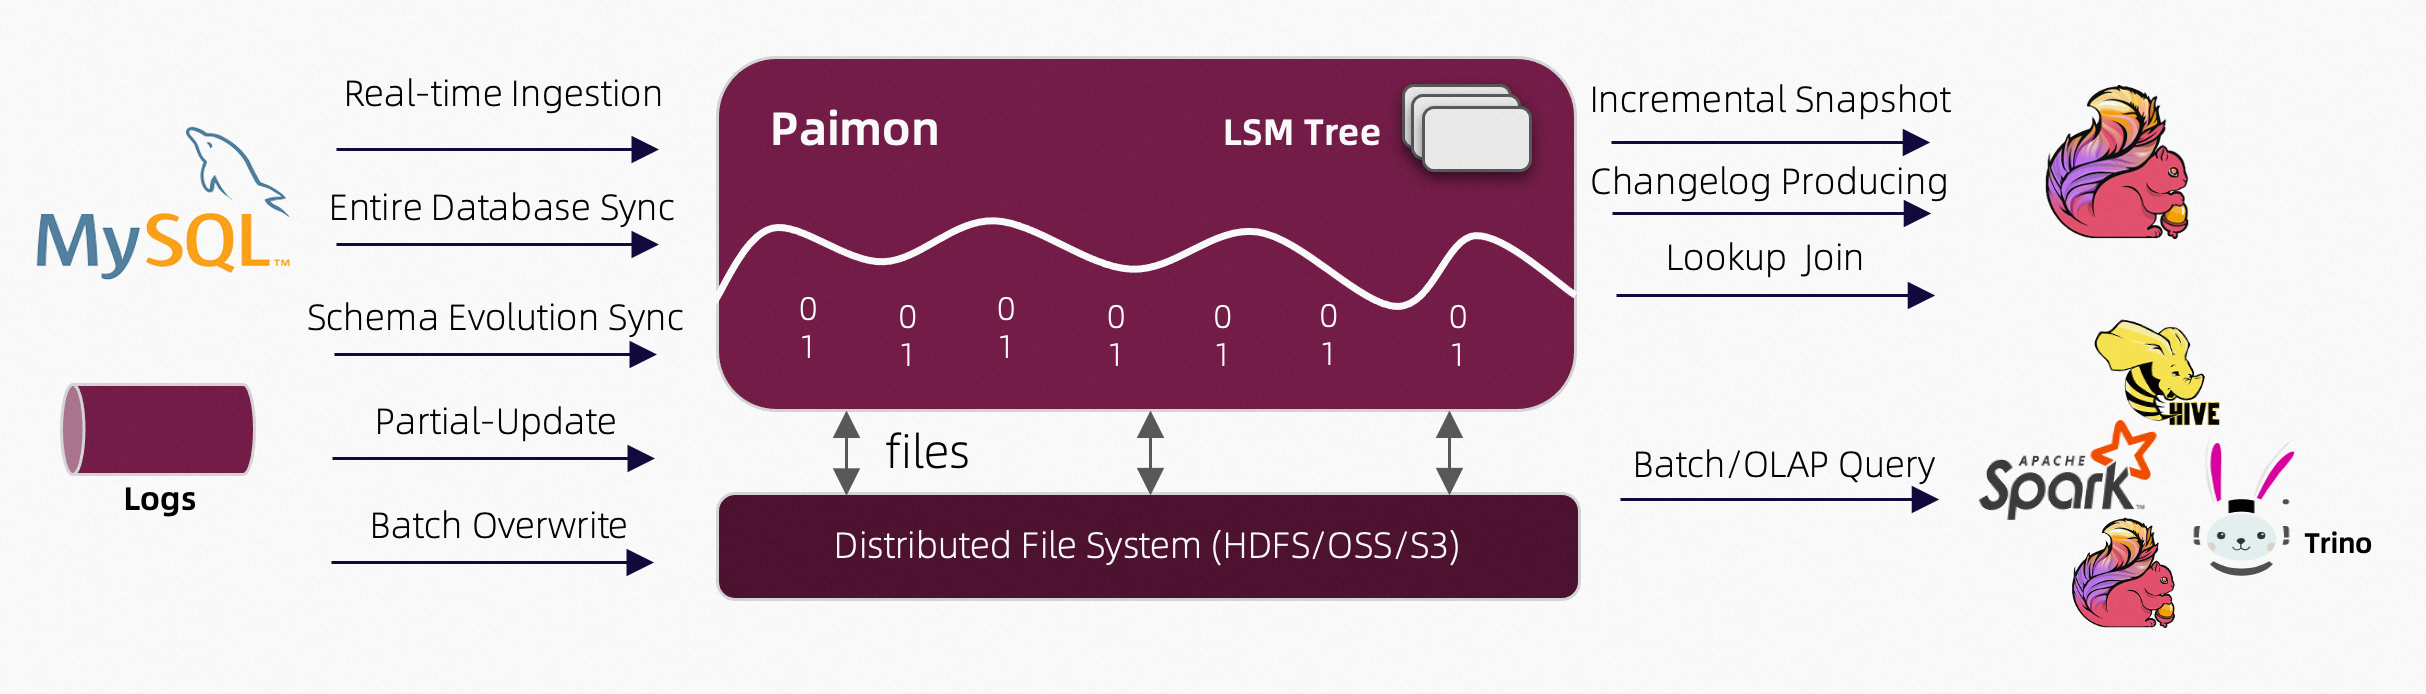 MySQL™
Logs
Real-time Ingestion
Entire Database Sync
Schema Evolution Sync
Partial-Update
Batch Overwrite
Paimon
LSM Tree
0 0 0 0 0 0 0
1 1 1 1 1 1 1
files
Distributed File System (HDFS/OSS/S3)
Incremental Snapshot
Changelog Producing
Lookup Join
Batch/OLAP Query
HIVE
APACHE
Spark™
Trino